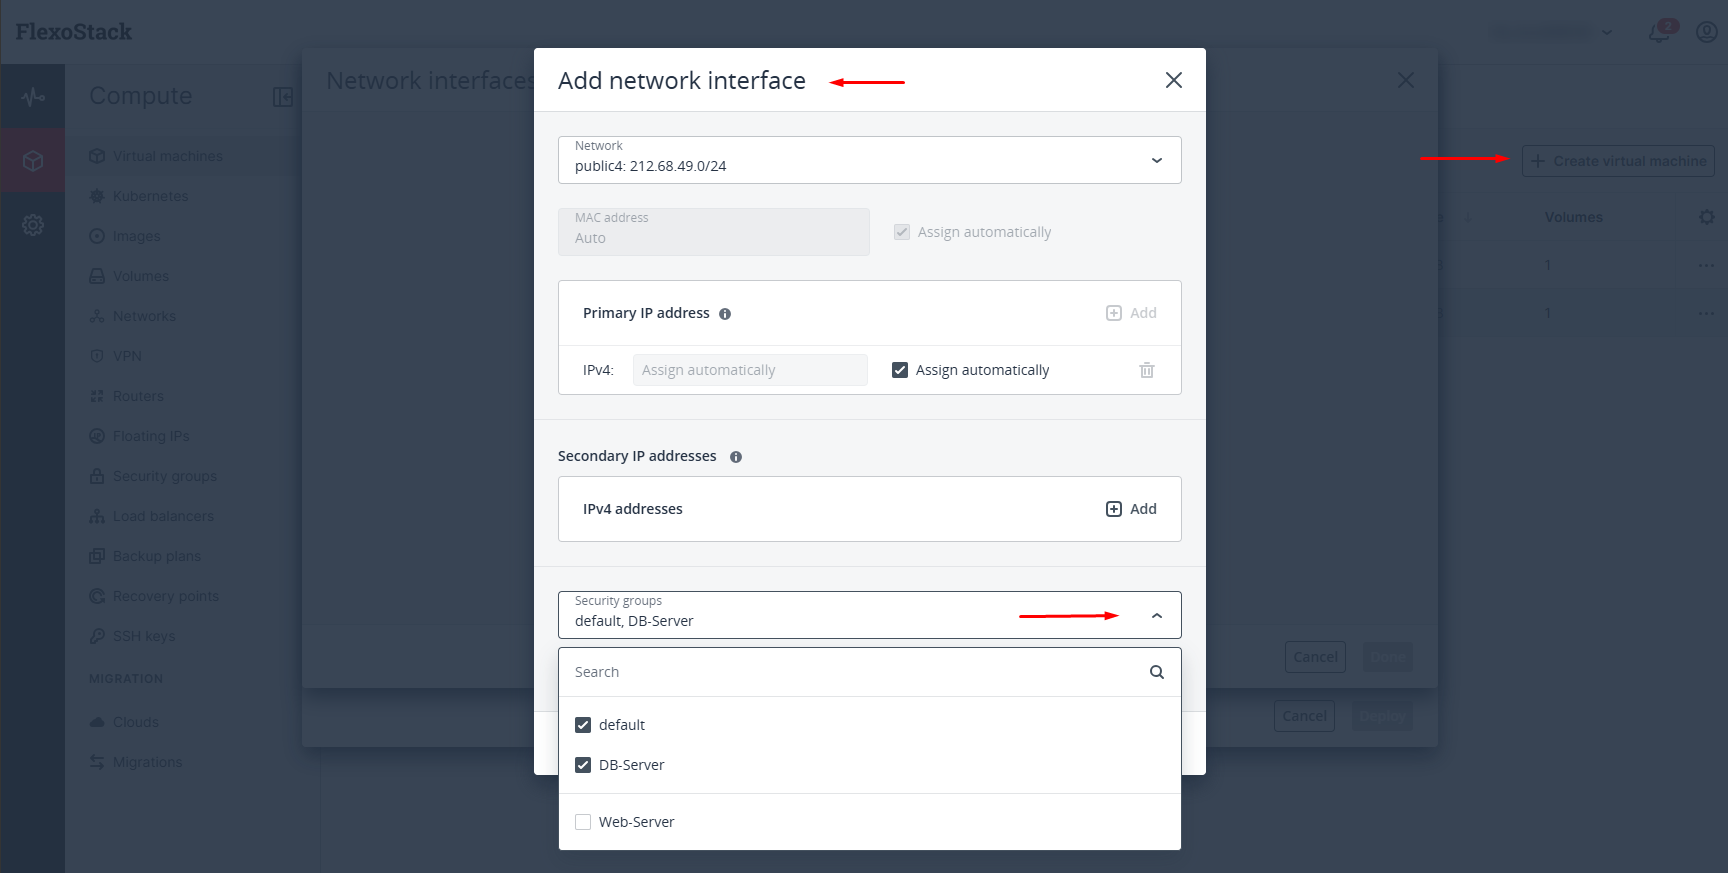 FlexoStack
2
Compute
Virtual machines
Kubernetes
Images
Volumes
Networks
VPN
Routers
Floating IPs
Security groups
Load balancers
Backup plans
Recovery points
SSH keys
MIGRATION
Clouds
Migrations
Create virtual machine
Volumes
1
1
Network interfaces
Cancel
Done
Cancel
Deploy
Add network interface
Network
public4: 212.68.49.0/24
MAC address
Auto
Assign automatically
Primary IP address
Add
IPv4:
Assign automatically
Assign automatically
Secondary IP addresses
IPv4 addresses
Add
Security groups
default, DB-Server
Search
default
DB-Server
Web-Server